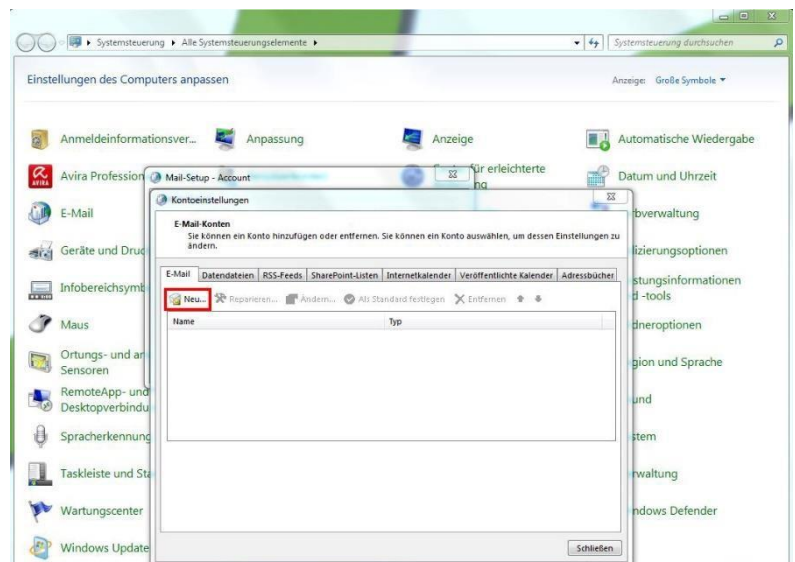 Systemsteuerung ▸ Alle Systemsteuerungselemente ▸
Systemsteuerung durchsuchen
Einstellungen des Computers anpassen
Anzeige: Große Symbole
Anmeldeinformationsver...
Anpassung
Anzeige
Automatische Wiedergabe
Avira Profession
für erleichterte
ng
Datum und Uhrzeit
E-Mail
bverwaltung
Geräte und Druc
lizierungsoptionen
Infobereichsymb
stungsinformationen
d -tools
Maus
dneroptionen
Ortungs- und an
Sensoren
gion und Sprache
RemoteApp- und
Desktopverbindu
und
Spracherkennung
stem
Taskleiste und Sta
rwaltung
Wartungscenter
ndows Defender
Windows Update
Mail-Setup - Account
Kontoeinstellungen
E-Mail-Konten
Sie können ein Konto hinzufügen oder entfernen. Sie können ein Konto auswählen, um dessen Einstellungen zu
ändern.
E-Mail Datendateien RSS-Feeds SharePoint-Listen Internetkalender Veröffentlichte Kalender Adressbücher
Neu... Reparieren... Ändern... Als Standard festlegen Entfernen
Name Typ
Schließen
AVIRA